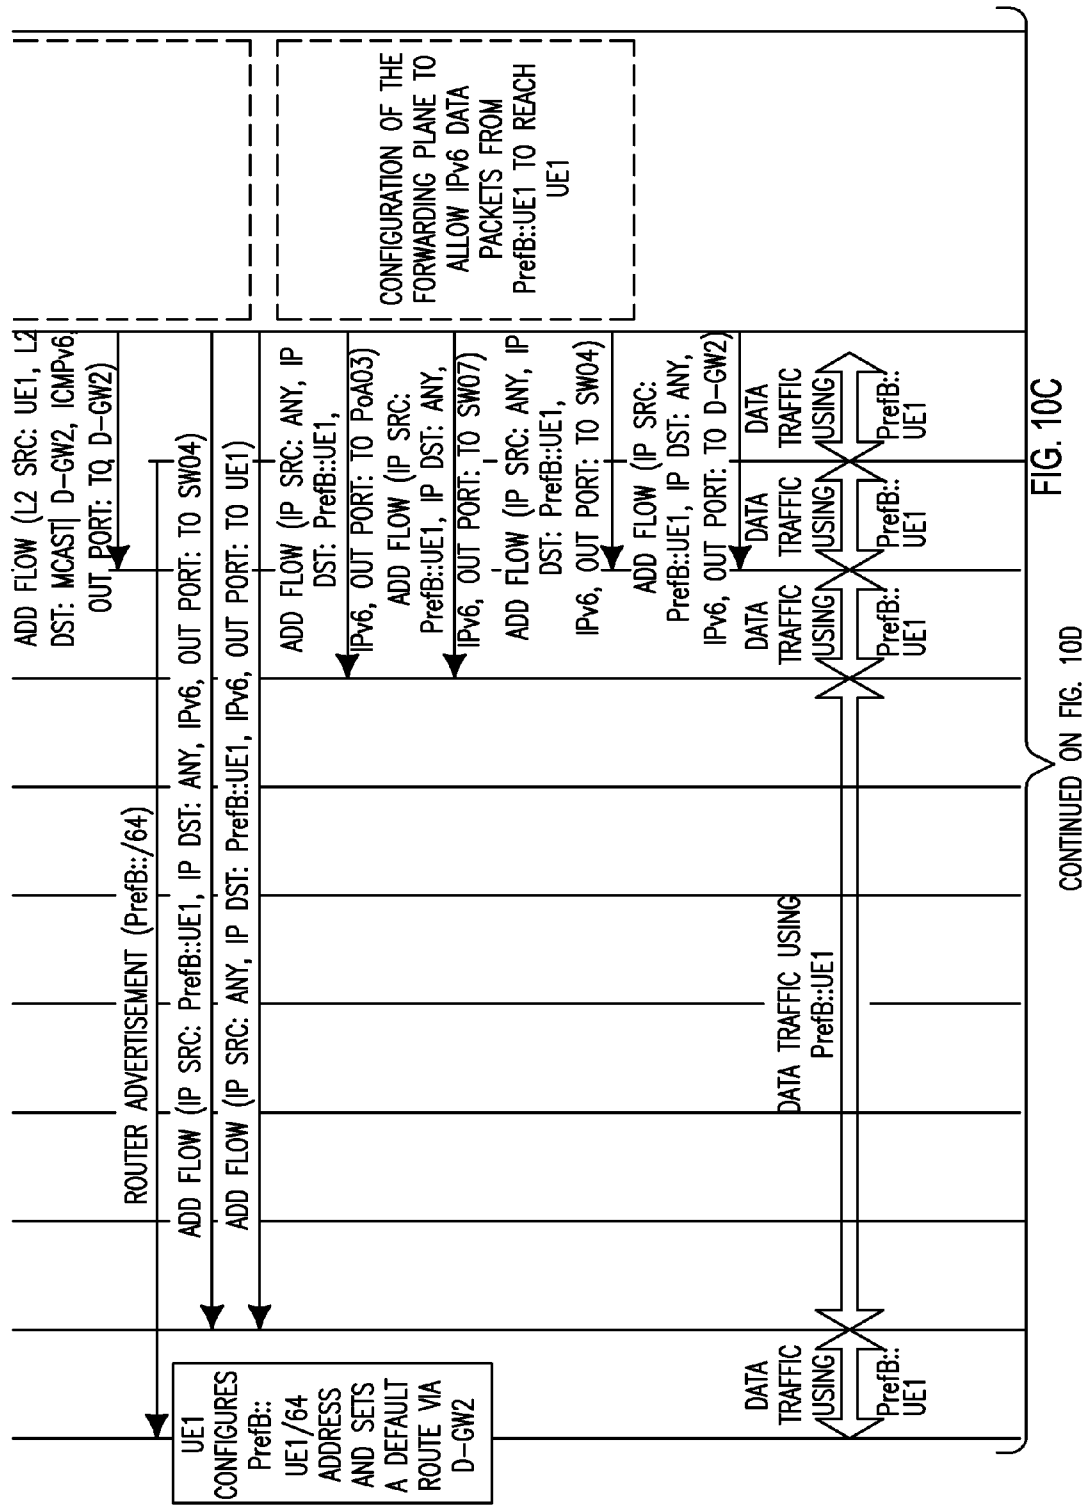 ADD FLOW (L2 SRC: UE1, L2
DST: MCAST| D-GW2, ICMPv6,
OUT PORT: TO D-GW2)
ROUTER ADVERTISEMENT (PrefB::/64)
UE1
CONFIGURES
PrefB::
UE1/64
ADDRESS
AND SETS
A DEFAULT
ROUTE VIA
D-GW2
ADD FLOW (IP SRC: PrefB::UE1, IP DST: ANY, IPv6, OUT PORT: TO SW04)
ADD FLOW (IP SRC: ANY, IP DST: PrefB::UE1, IPv6, OUT PORT: TO UE1)
ADD FLOW (IP SRC: ANY, IP
DST: PrefB::UE1,
IPv6, OUT PORT: TO PoA03)
ADD FLOW (IP SRC:
PrefB::UE1, IP DST: ANY,
IPv6, OUT PORT: TO SW07)
ADD FLOW (IP SRC: ANY, IP
DST: PrefB::UE1,
IPv6, OUT PORT: TO SW04)
ADD FLOW (IP SRC:
PrefB::UE1, IP DST: ANY,
IPv6, OUT PORT: TO D-GW2)
CONFIGURATION OF THE
FORWARDING PLANE TO
ALLOW IPv6 DATA
PACKETS FROM
PrefB::UE1 TO REACH
UE1
DATA
TRAFFIC
USING
PrefB::
UE1
DATA TRAFFIC USING
PrefB::UE1
DATA
TRAFFIC
USING
PrefB::
UE1
DATA
TRAFFIC
USING
PrefB::
UE1
DATA
TRAFFIC
USING
PrefB::
UE1
FIG. 10C
CONTINUED ON FIG. 10D